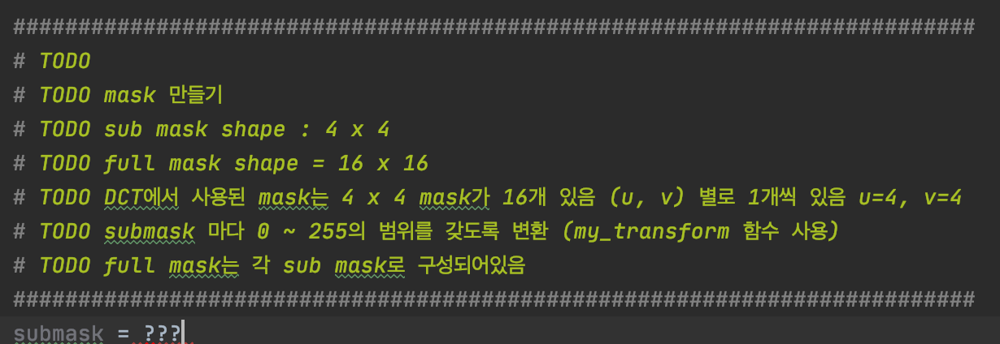 ##########################################################################
# TODO
# TODO mask 만들기
# TODO sub mask shape : 4 x 4
# TODO full mask shape = 16 x 16
# TODO DCT에서 사용된 mask는 4 x 4 mask가 16개 있음 (u, v) 별로 1개씩 있음 u=4, v=4
# TODO submask 마다 0 ~ 255의 범위를 갖도록 변환 (my_transform 함수 사용)
# TODO full mask는 각 sub mask로 구성되어있음
##########################################################################
submask = ???